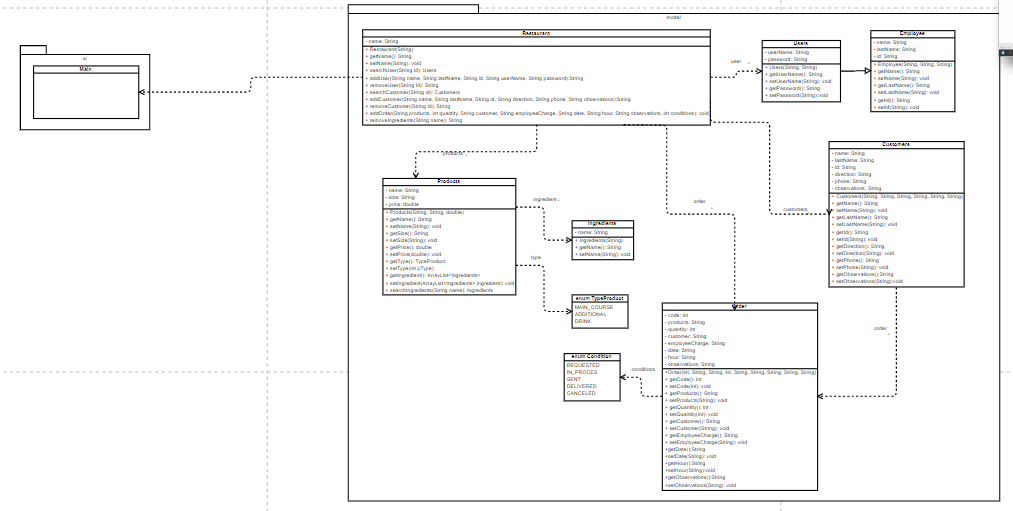 model
ui
Main
Restaurant
- name: String
+ Restaurant(String)
+ getName(): String
+ setName(String): void
+ searchUser(String id): Users
+ addUser(String name, String lastName, String id, String userName, String password):String
+ removeUser(String id): String
+ searchCustomer(String id): Customers
+ addCustomer(String name, String lastName, String id, String direction, String phone, String observations):String
+ removeCustomer(String id): String
+ addOrder(String products, int quantity, String customer, String employeeCharge, String date, String hour, String observations, int conditions): void
+ removeIngredients(String name): String
user
Users
- userName: String
- password: String
+ Users(String, String)
+ getUserName(): String
+ setUserName(String): void
+ getPassword(): String
+ setPassword(String):void
Employee
- name: String
- lastName: String
- id: String
+ Employee(String, String, String)
+ getName(): String
+ setName(String): void
+ getLastName(): String
+ setLastName(String): void
+ getId(): String
+ setId(String): void
products
Products
- name: String
- size: String
- price: double
+ Products(String, String, double)
+ getName(): String
+ setName(String): void
+ getSize(): String
+ setSize(String): void
+ getPrice(): double
+ setPrice(double): void
+ getType(): TypeProduct
+ setType(int pType)
+ getIngredient(): ArrayList<Ingredients>
+ setIngredient(ArrayList<Ingredients> ingredient): void
+ searchIngredients(String name): Ingredients
ingredient
Ingredients
- name: String
+ Ingredients(String)
+ getName(): String
+ setName(String): void
type
enum TypeProduct
MAIN_COURSE
ADDITIONAL
DRINK
order
customers
Customers
- name: String
- lastName: String
- id: String
- direction: String
- phone: String
- observations: String
+ Customers(String, String, String, String, String, String)
+ getName(): String
+ setName(String): void
+ getLastName(): String
+ setLastName(String): void
+ getId(): String
+ setId(String): void
+ getDirection(): String
+ setDirection(String): void
+ getPhone(): String
+ setPhone(String): void
+ getObservations():String
+ setObservations(String):void
order
enum Condition
REQUESTED
IN_PROCES
SENT
DELIVERED
CANCELED
conditions
Order
- code: int
- products: String
- quantity: int
- customer: String
- employeeCharge: String
- date: String
- hour: String
- observations: String
+Order(int, String, String, int, String, String, String, String, String)
+ getCode(): int
+ setCode(int): void
+ getProducts(): String
+ setProducts(String): void
+ getQuantity(): int
+ setQuantity(int): void
+ getCustomer(): String
+ setCustomer(String): void
+ getEmployeeCharge(): String
+ setEmployeeCharge(String): void
+getDate():String
+setDate(String): void
+getHour():String
+setHour(String):void
+getObservations():String
+setObservations(String): void